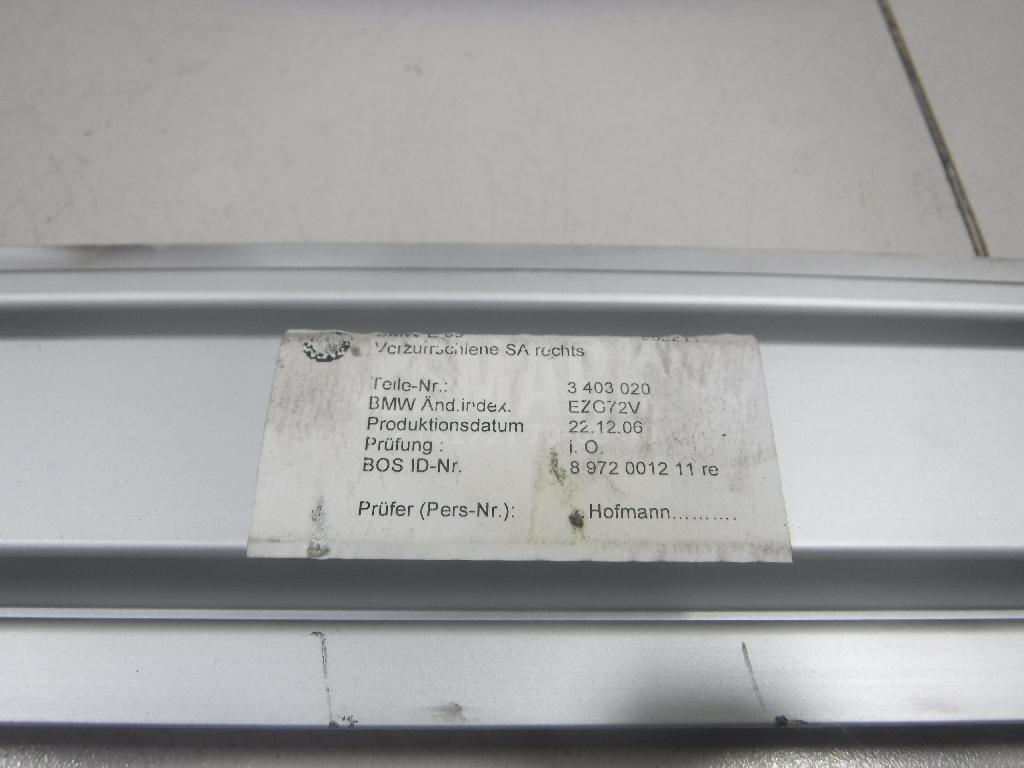 Verzurrschiene SA rechts
Teile-Nr.: 3 403 020
BMW Änd.index. EZC72V
Produktionsdatum 22.12.06
Prüfung : i. O.
BOS ID-Nr. 8 972 0012 11 re
Prüfer (Pers-Nr.): Hofmann.........